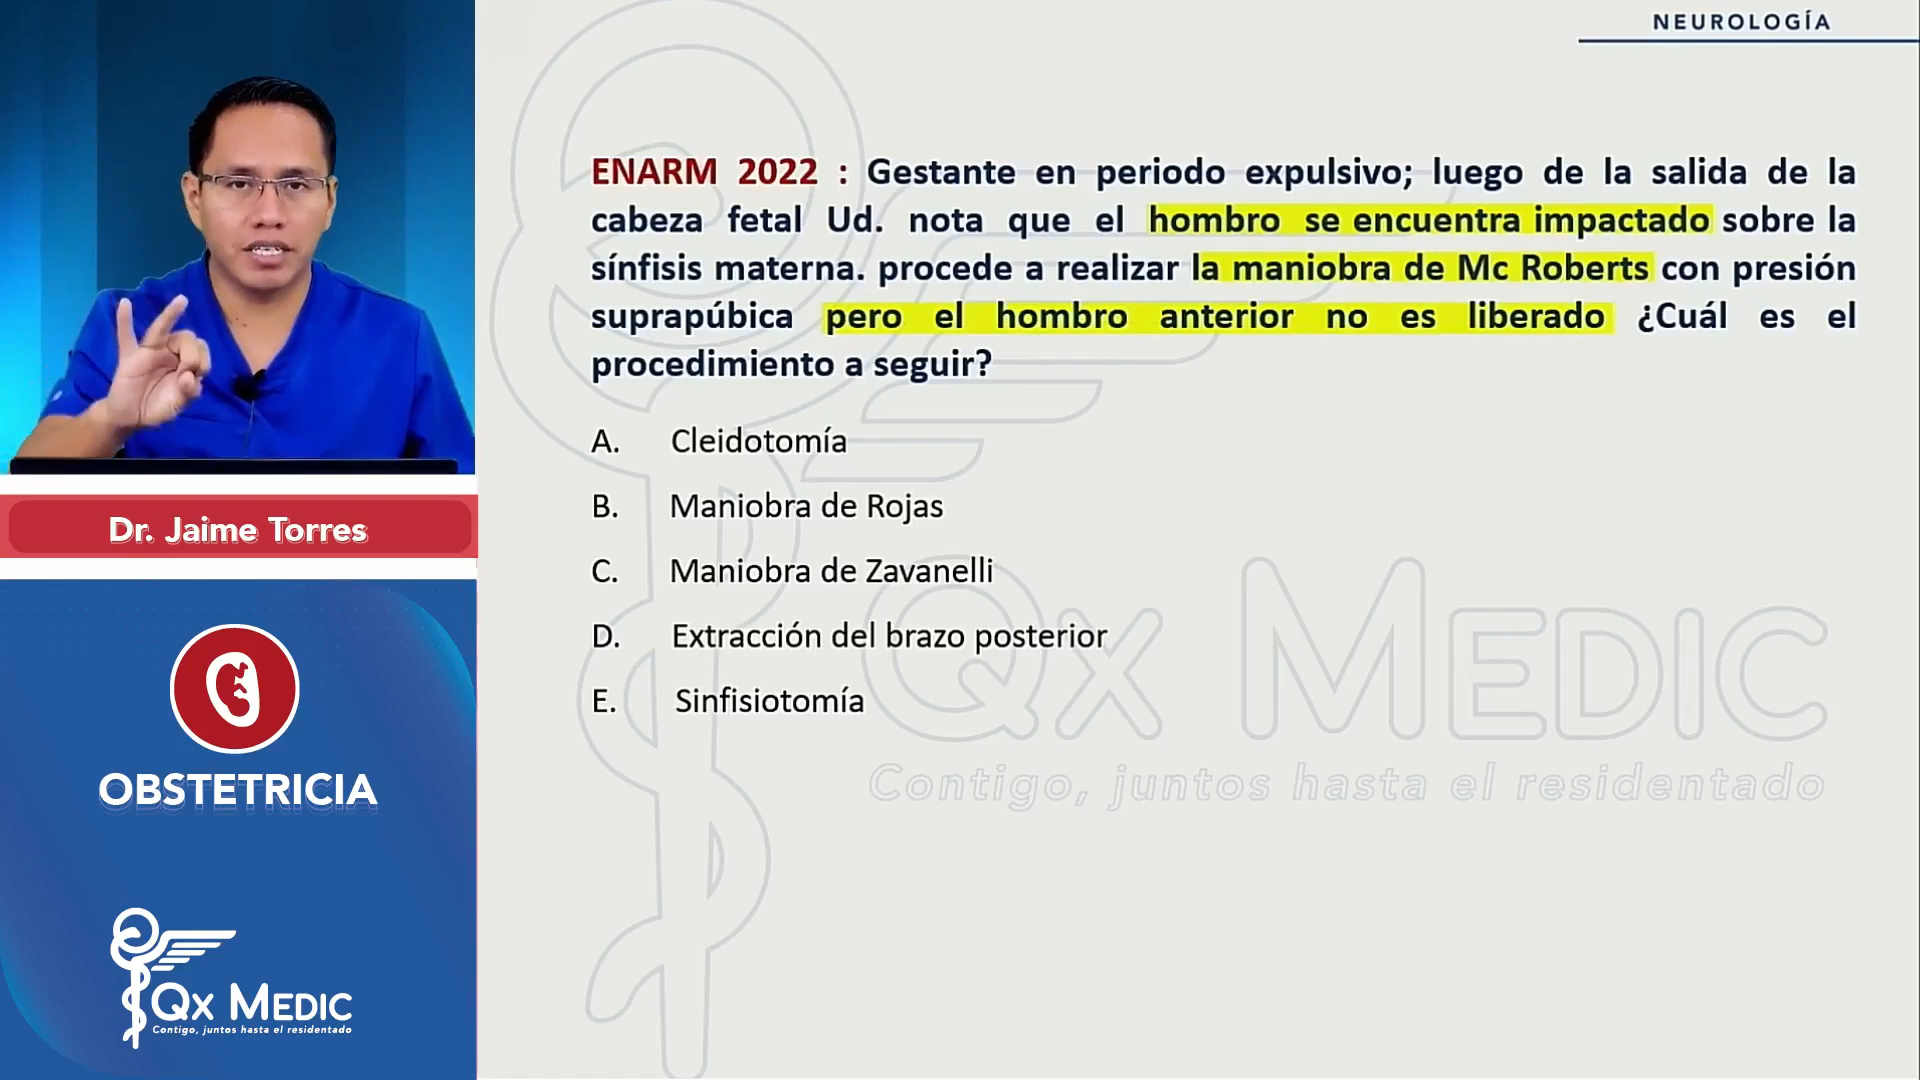 NEUROLOGÍA
ENARM 2022 : Gestante en periodo expulsivo; luego de la salida de la
cabeza fetal Ud. nota que el hombro se encuentra impactado sobre la
sínfisis materna. procede a realizar la maniobra de Mc Roberts con presión
suprapúbica pero el hombro anterior no es liberado ¿Cuál es el
procedimiento a seguir?
A. Cleidotomía
B. Maniobra de Rojas
C. Maniobra de Zavanelli
D. Extracción del brazo posterior
E. Sinfisiotomía
Qx MEDIC
Contigo, juntos hasta el residentado
Dr. Jaime Torres
OBSTETRICIA
Qx MEDIC
Contigo, juntos hasta el residentado